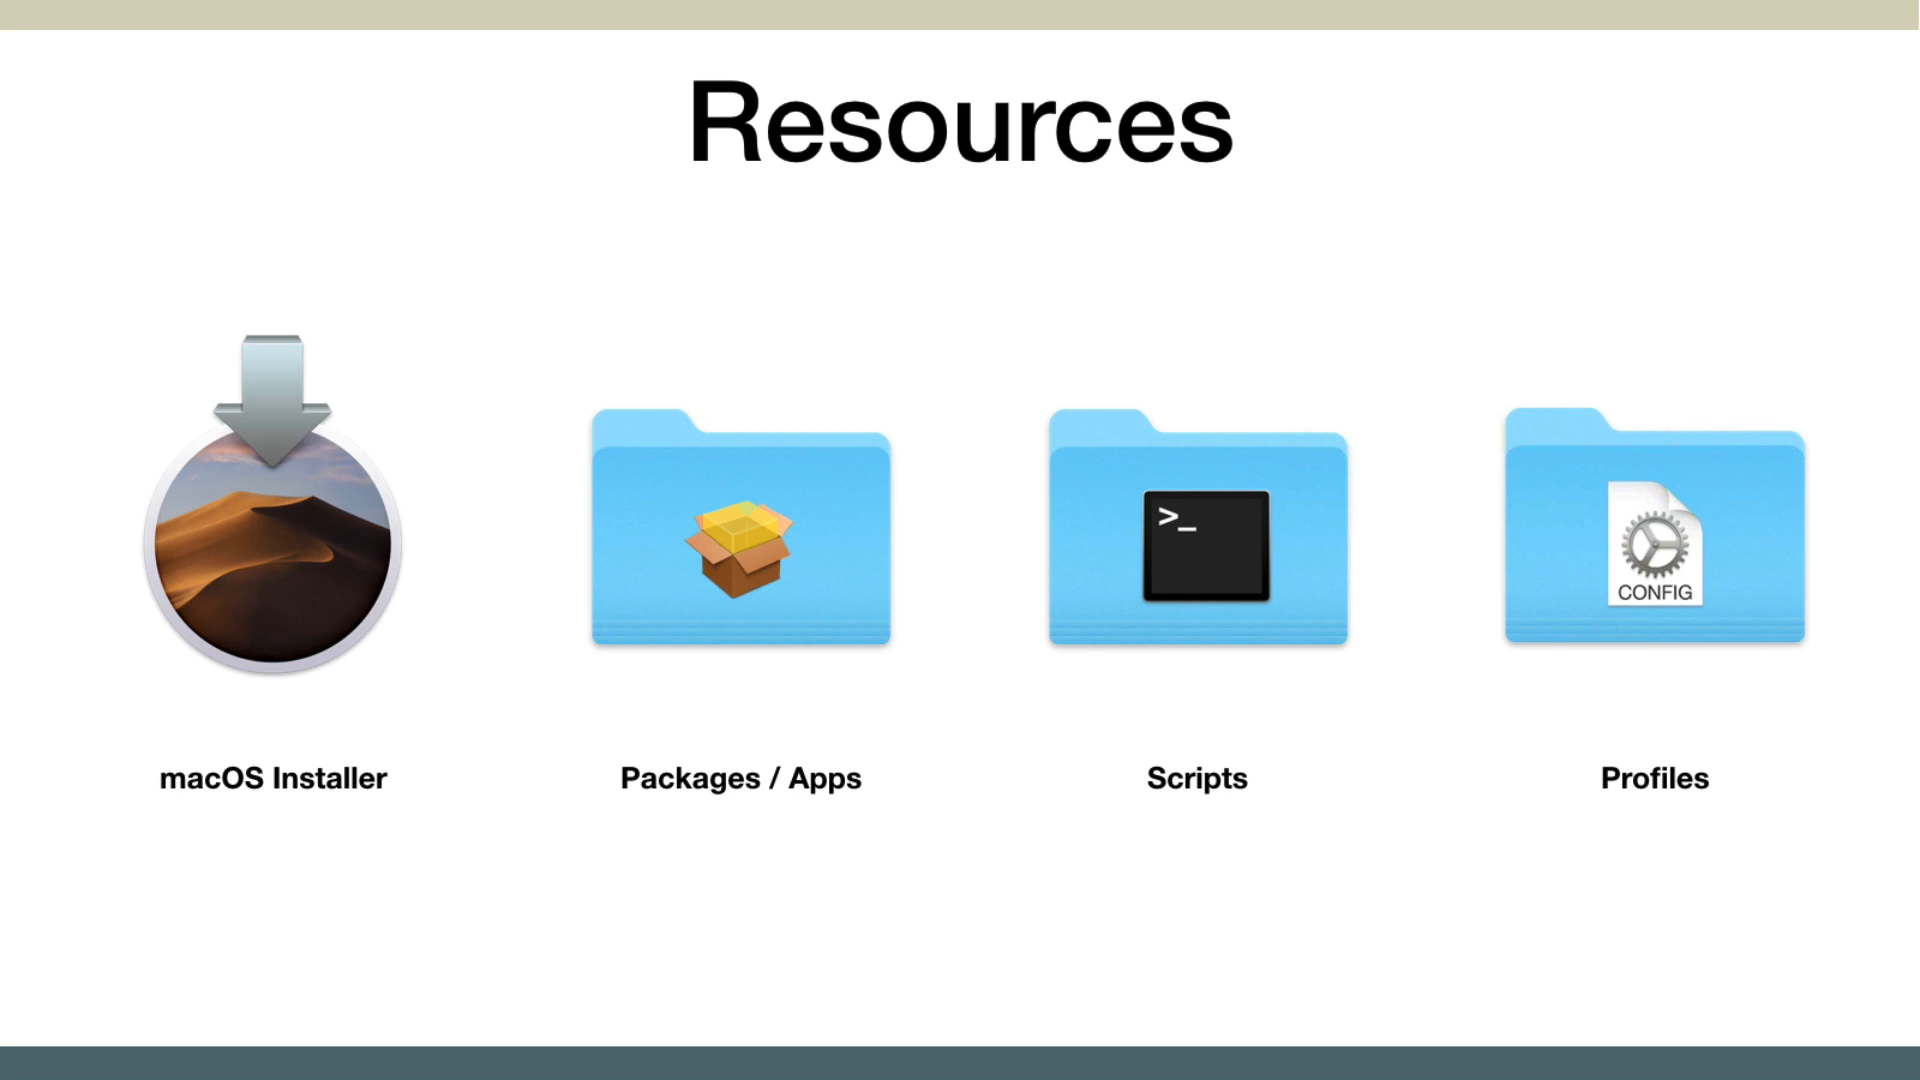 Resources
>_
CONFIG
macOS Installer
Packages / Apps
Scripts
Profiles